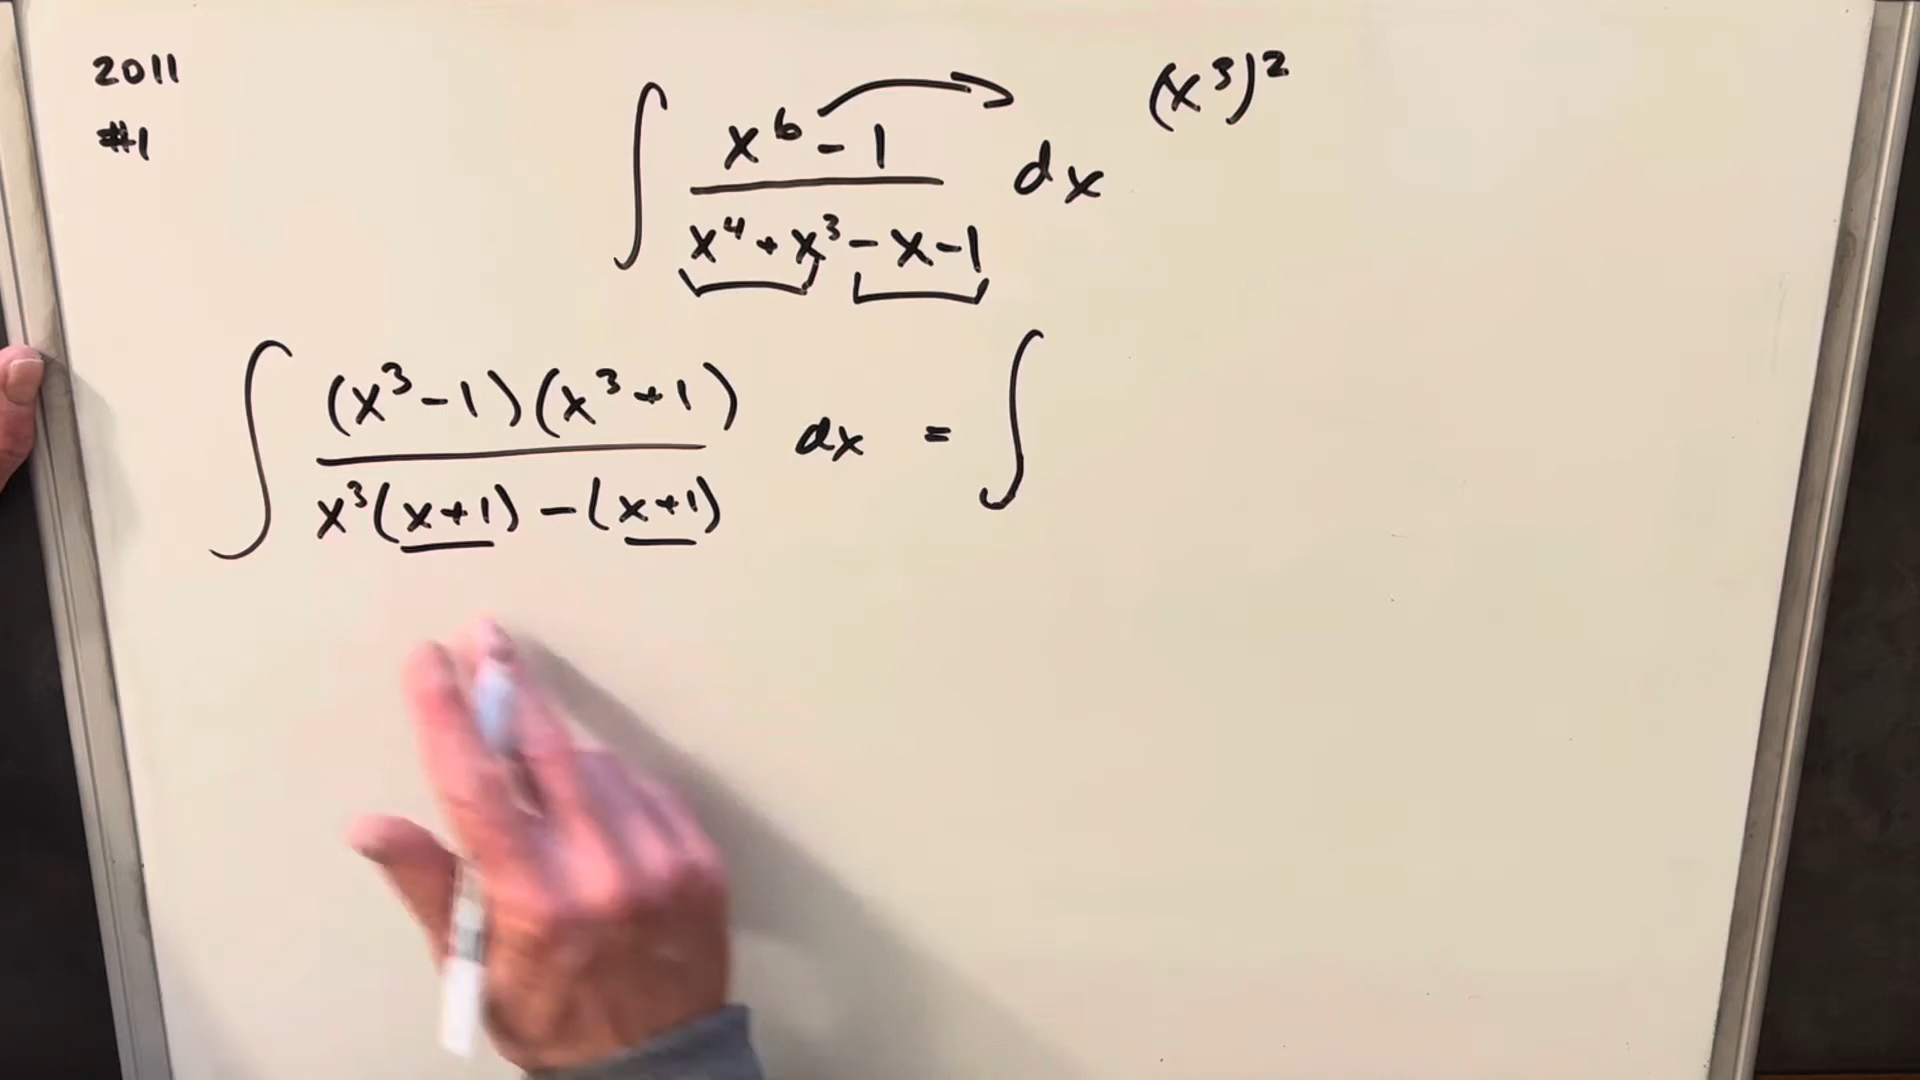 2011
#1
∫ (x⁶ - 1)/(x⁴ + x³ - x - 1) dx
(x³)²
∫ ((x³ - 1)(x³ + 1))/(x³(x + 1) - (x + 1)) dx = ∫